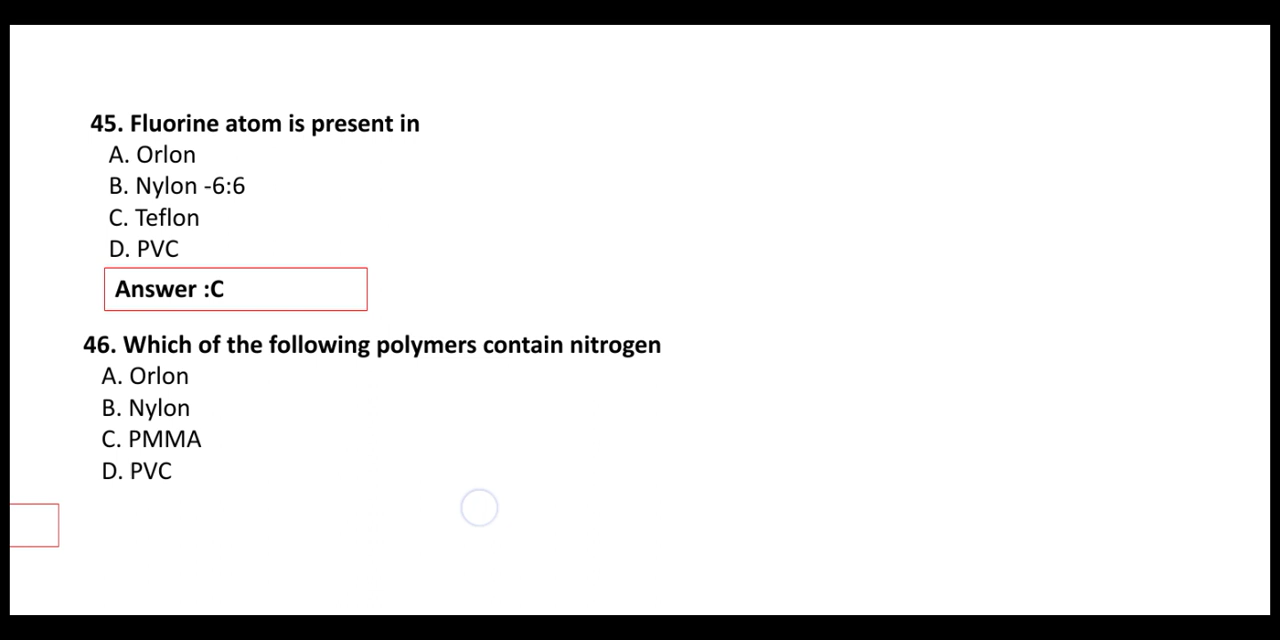 45. Fluorine atom is present in
A. Orlon
B. Nylon -6:6
C. Teflon
D. PVC
Answer :C
46. Which of the following polymers contain nitrogen
A. Orlon
B. Nylon
C. PMMA
D. PVC